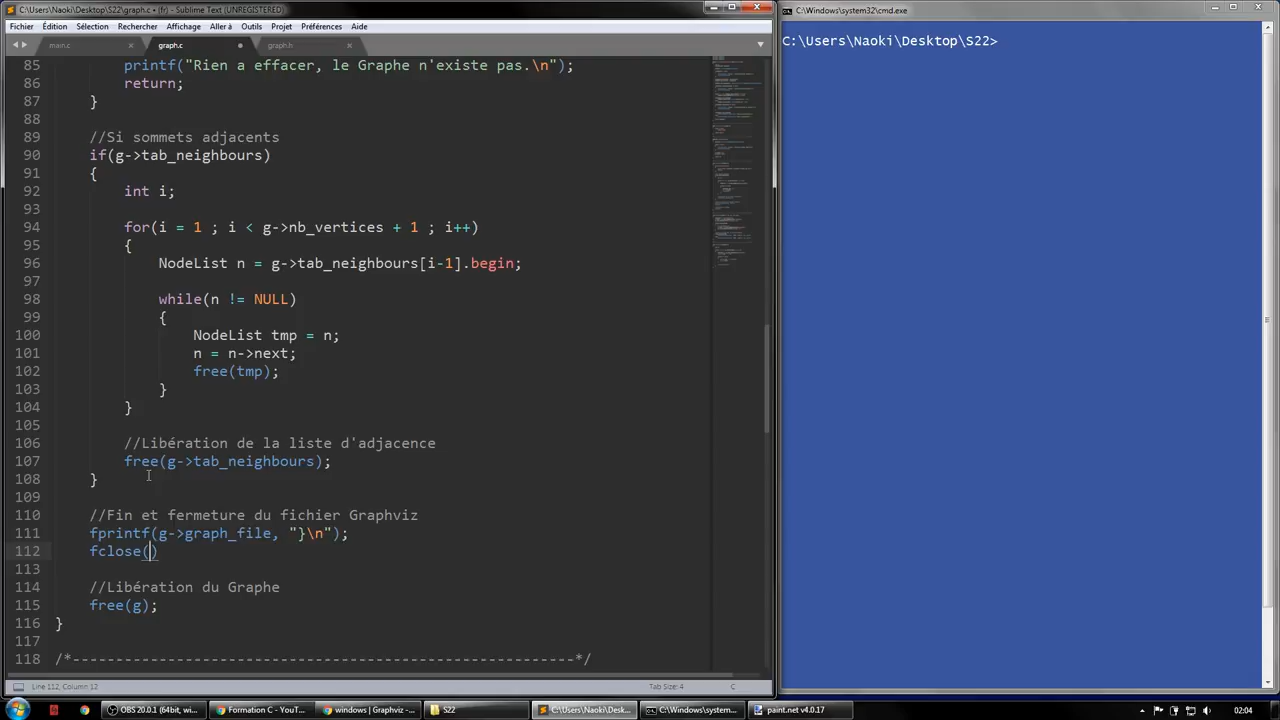 C:\Users\Naoki\Desktop\S22\graph.c • (fr) - Sublime Text (UNREGISTERED)
C:\Windows\system32\cmd.exe
Fichier Édition Sélection Rechercher Affichage Aller à Outils Projet Préférences Aide
main.c graph.c graph.h
C:\Users\Naoki\Desktop\S22>
85 printf("Rien a effacer, le Graphe n'existe pas.\n");
86 return;
87 }
88
89 //Si sommets adjacents
90 if(g->tab_neighbours)
91 {
92 int i;
93
94 for(i = 1 ; i < g->nb_vertices + 1 ; i++)
95 {
96 NodeList n = g->tab_neighbours[i-1].begin;
97
98 while(n != NULL)
99 {
100 NodeList tmp = n;
101 n = n->next;
102 free(tmp);
103 }
104 }
105
106 //Libération de la liste d'adjacence
107 free(g->tab_neighbours);
108 }
109
110 //Fin et fermeture du fichier Graphviz
111 fprintf(g->graph_file, "}\n");
112 fclose()
113
114 //Libération du Graphe
115 free(g);
116 }
117
118 /*----------------------------------------------------------*/
Line 112, Column 12 Tab Size: 4 C
OBS 20.0.1 (64bit, wi... Formation C - YouT... windows | Graphviz -... S22 C:\Users\Naoki\Des... C:\Windows\system... paint.net v4.0.17 02:04